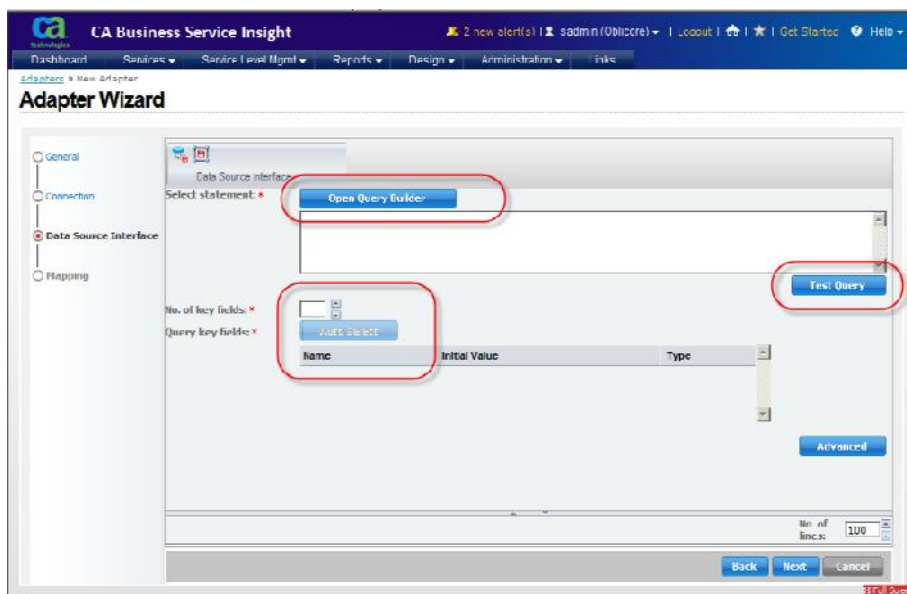 ca
technologies
CA Business Service Insight
2 new alert(s) | sadmin (Oblicore) | Logout | | | Get Started Help
Dashboard Services Service Level Mgmt Reports Design Administration Links
Adapters > New Adapter
Adapter Wizard
General
Connection
Data Source Interface
Mapping
Data Source Interface
Select statement: *
Open Query Builder
Test Query
No. of key fields: *
Query key fields: *
Auto Select
Name Initial Value Type
Advanced
No. of lines: 100
Back Next Cancel